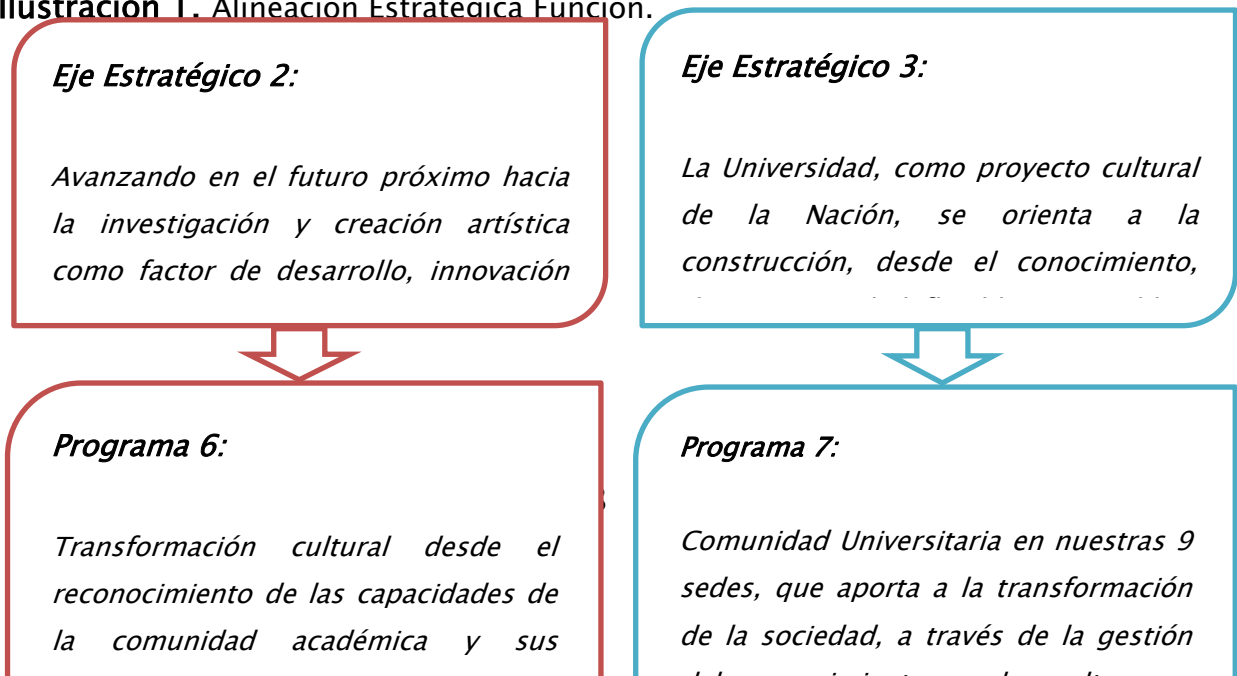 Ilustración 1. Alineación Estratégica Función.
Eje Estratégico 2:
Avanzando en el futuro próximo hacia
la investigación y creación artística
como factor de desarrollo, innovación
Eje Estratégico 3:
La Universidad, como proyecto cultural
de la Nación, se orienta a la
construcción, desde el conocimiento,
Programa 6:
Transformación cultural desde el
reconocimiento de las capacidades de
la comunidad académica y sus
Programa 7:
Comunidad Universitaria en nuestras 9
sedes, que aporta a la transformación
de la sociedad, a través de la gestión